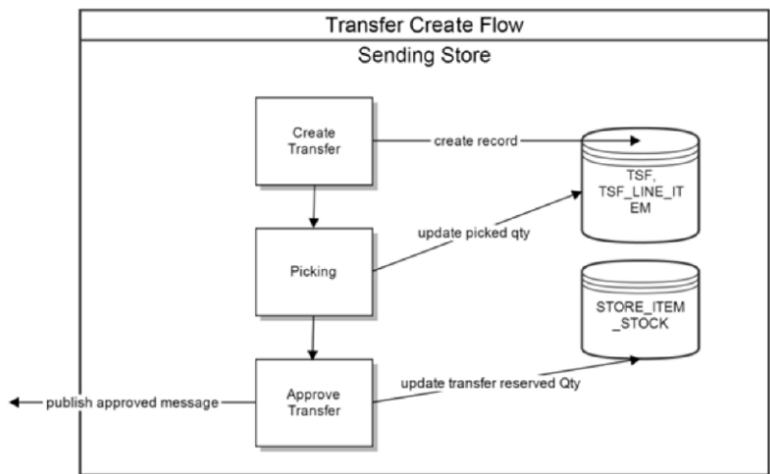 Transfer Create Flow
Sending Store
Create
Transfer
create record
TSF,
TSF_LINE_IT
EM
update picked qty
Picking
STORE_ITEM
_STOCK
Approve
Transfer
update transfer reserved Qty
publish approved message